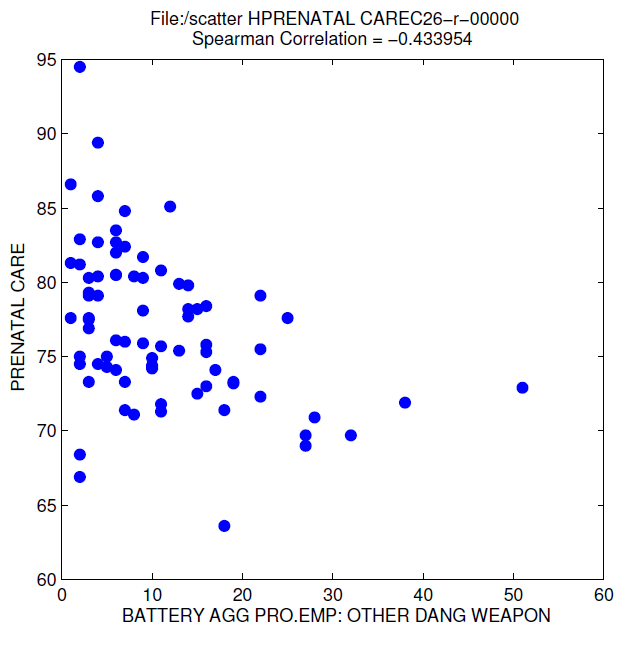 File:/scatter HPRENATAL CAREC26−r−00000
Spearman Correlation = −0.433954
95
90
85
80
75
70
65
60
PRENATAL CARE
0 10 20 30 40 50 60
BATTERY AGG PRO.EMP: OTHER DANG WEAPON